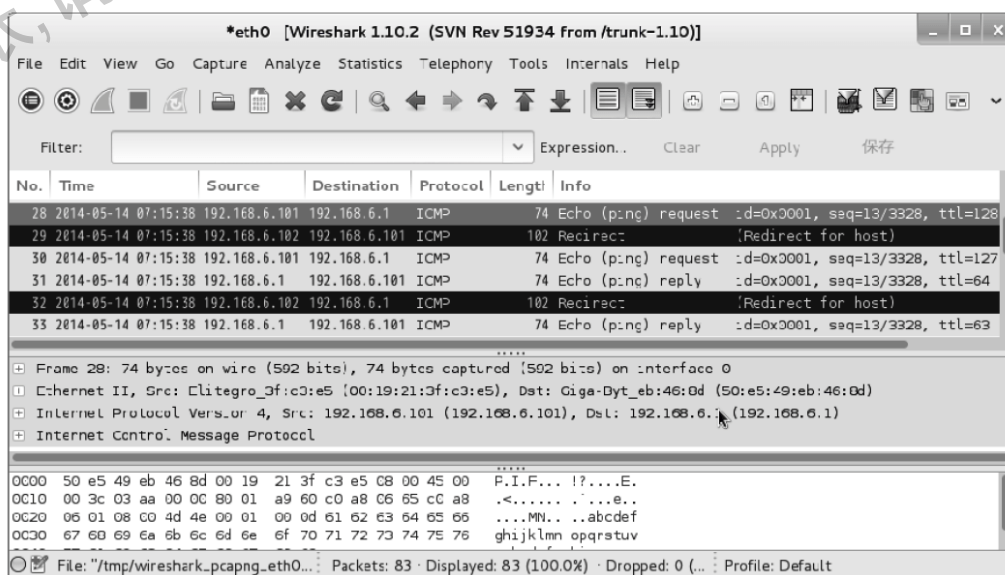 式,
*eth0 [Wireshark 1.10.2 (SVN Rev 51934 from /trunk-1.10)]
File Edit View Go Capture Analyze Statistics Telephony Tools Internals Help
Filter: Expression.. Clear Apply 保存
No. Time Source Destination Protocol Length Info
28 2014-05-14 07:15:38 192.168.6.101 192.168.6.1 ICMP 74 Echo (ping) request id=0x0001, seq=13/3328, ttl=128
29 2014-05-14 07:15:38 192.168.6.102 192.168.6.101 ICMP 102 Redirect (Redirect for host)
30 2014-05-14 07:15:38 192.168.6.101 192.168.6.1 ICMP 74 Echo (ping) request id=0x0001, seq=13/3328, ttl=127
31 2014-05-14 07:15:38 192.168.6.1 192.168.6.101 ICMP 74 Echo (ping) reply id=0x0001, seq=13/3328, ttl=64
32 2014-05-14 07:15:38 192.168.6.102 192.168.6.1 ICMP 102 Redirect (Redirect for host)
33 2014-05-14 07:15:38 192.168.6.1 192.168.6.101 ICMP 74 Echo (ping) reply id=0x0001, seq=13/3328, ttl=63
Frame 28: 74 bytes on wire (592 bits), 74 bytes captured (592 bits) on interface 0
Ethernet II, Src: Elitegro_3f:c3:e5 (00:19:21:3f:c3:e5), Dst: Giga-Byt_eb:46:8d (50:e5:49:eb:46:8d)
Internet Protocol Version 4, Src: 192.168.6.101 (192.168.6.101), Dst: 192.168.6.1 (192.168.6.1)
Internet Control Message Protocol
0000 50 e5 49 eb 46 8d 00 19 21 3f c3 e5 08 00 45 00 P.I.F... !?....E.
0010 00 3c 03 aa 00 00 80 01 a9 60 c0 a8 06 65 c0 a8 .<...... .`...e..
0020 06 01 08 00 4d 4e 00 01 00 0d 61 62 63 64 65 66 ....MN.. ..abcdef
0030 67 68 69 6a 6b 6c 6d 6e 6f 70 71 72 73 74 75 76 ghijklmn opqrstuv
File: "/tmp/wireshark_pcapng_eth0... Packets: 83 · Displayed: 83 (100.0%) · Dropped: 0 (... Profile: Default